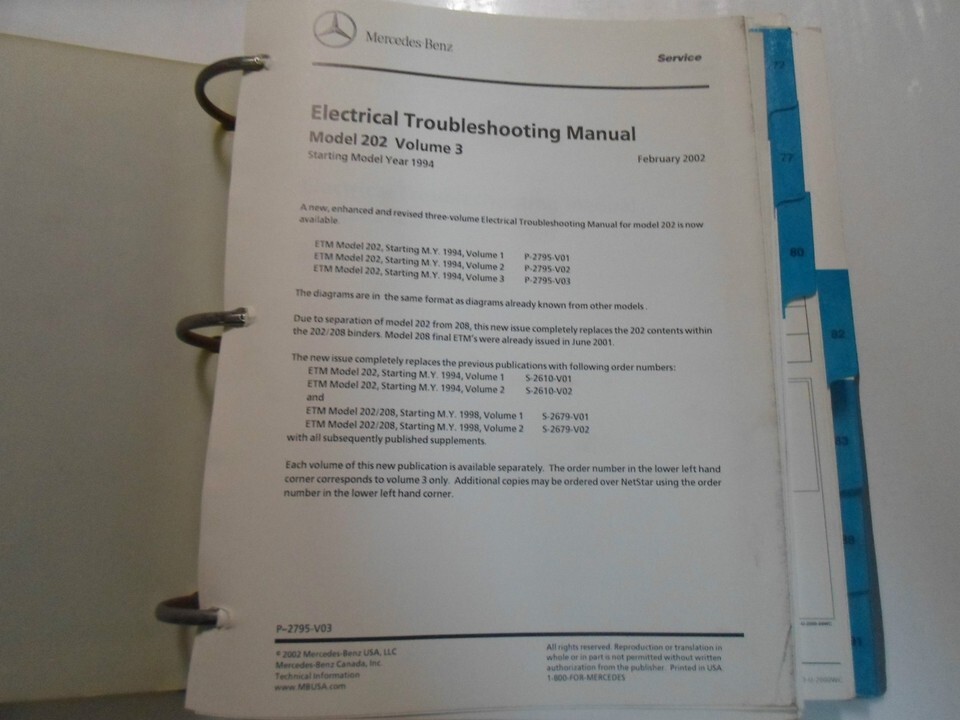 Mercedes-Benz
Service
Electrical Troubleshooting Manual
Model 202 Volume 3
Starting Model Year 1994
February 2002
A new, enhanced and revised three-volume Electrical Troubleshooting Manual for model 202 is now
available.
ETM Model 202, Starting M.Y. 1994, Volume 1 P-2795-V01
ETM Model 202, Starting M.Y. 1994, Volume 2 P-2795-V02
ETM Model 202, Starting M.Y. 1994, Volume 3 P-2795-V03
The diagrams are in the same format as diagrams already known from other models.
Due to separation of model 202 from 208, this new issue completely replaces the 202 contents within
the 202/208 binders. Model 208 final ETM's were already issued in June 2001.
The new issue completely replaces the previous publications with following order numbers:
ETM Model 202, Starting M.Y. 1994, Volume 1 S-2610-V01
ETM Model 202, Starting M.Y. 1994, Volume 2 S-2610-V02
and
ETM Model 202/208, Starting M.Y. 1998, Volume 1 S-2679-V01
ETM Model 202/208, Starting M.Y. 1998, Volume 2 S-2679-V02
with all subsequently published supplements.
Each volume of this new publication is available separately. The order number in the lower left hand
corner corresponds to volume 3 only. Additional copies may be ordered over NetStar using the order
number in the lower left hand corner.
P-2795-V03
© 2002 Mercedes-Benz USA, LLC
Mercedes-Benz Canada, Inc
Technical Information
www.MBUSA.com
All rights reserved. Reproduction or translation in
whole or in part is not permitted without written
authorization from the publisher. Printed in USA
1-800-FOR-MERCEDES
72
77
80
82
83
88
91